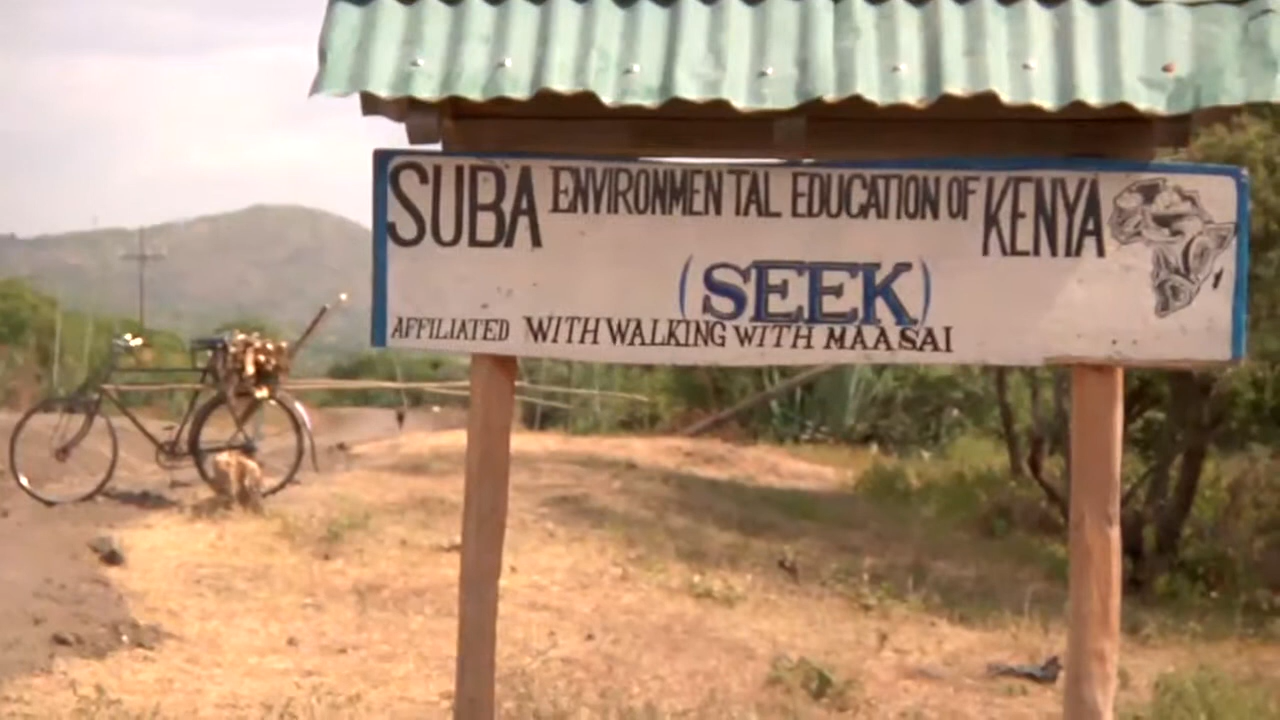 SUBA ENVIRONMENTAL EDUCATION OF KENYA
(SEEK)
AFFILIATED WITH WALKING WITH MAASAI